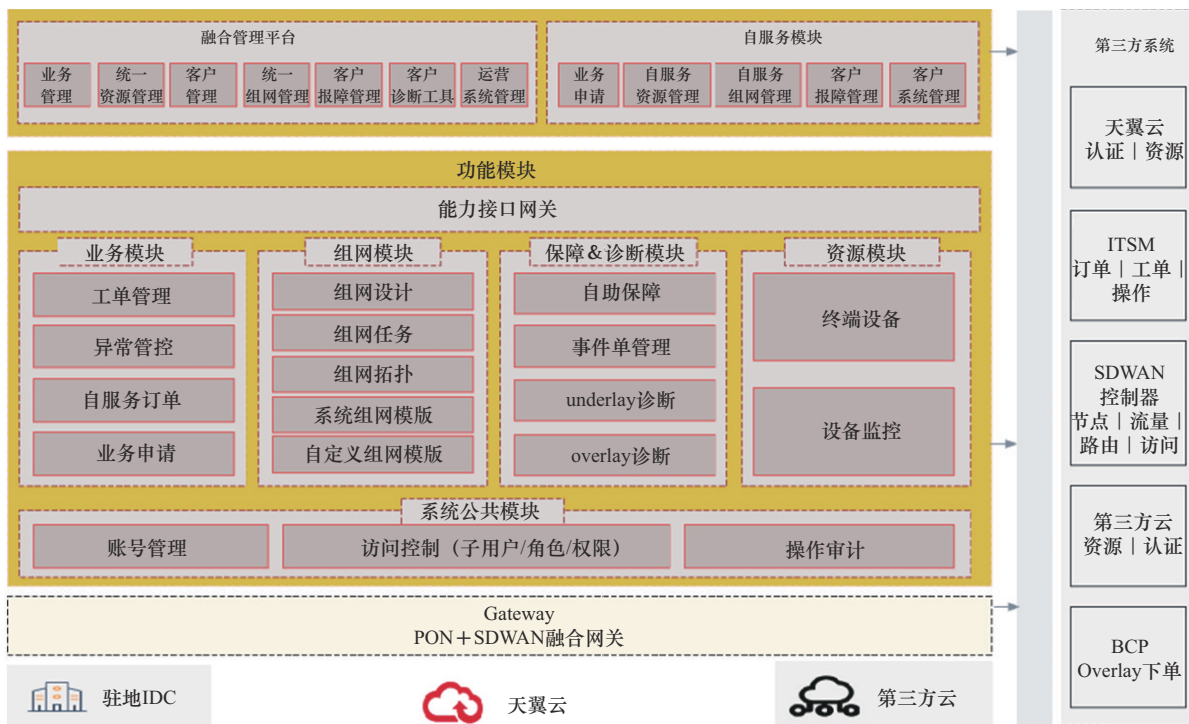 融合管理平台
业务
管理
统一
资源管理
客户
管理
统一
组网管理
客户
报障管理
客户
诊断工具
运营
系统管理
自服务模块
业务
申请
自服务
资源管理
自服务
组网管理
客户
报障管理
客户
系统管理
功能模块
能力接口网关
业务模块
工单管理
异常管控
自服务订单
业务申请
组网模块
组网设计
组网任务
组网拓扑
系统组网模版
自定义组网模版
保障&诊断模块
自助保障
事件单管理
underlay诊断
overlay诊断
资源模块
终端设备
设备监控
系统公共模块
账号管理
访问控制（子用户/角色/权限）
操作审计
Gateway
PON＋SDWAN融合网关
驻地IDC
天翼云
第三方云
第三方系统
天翼云
认证｜资源
ITSM
订单｜工单｜
操作
SDWAN
控制器
节点｜流量｜
路由｜访问
第三方云
资源｜认证
BCP
Overlay下单